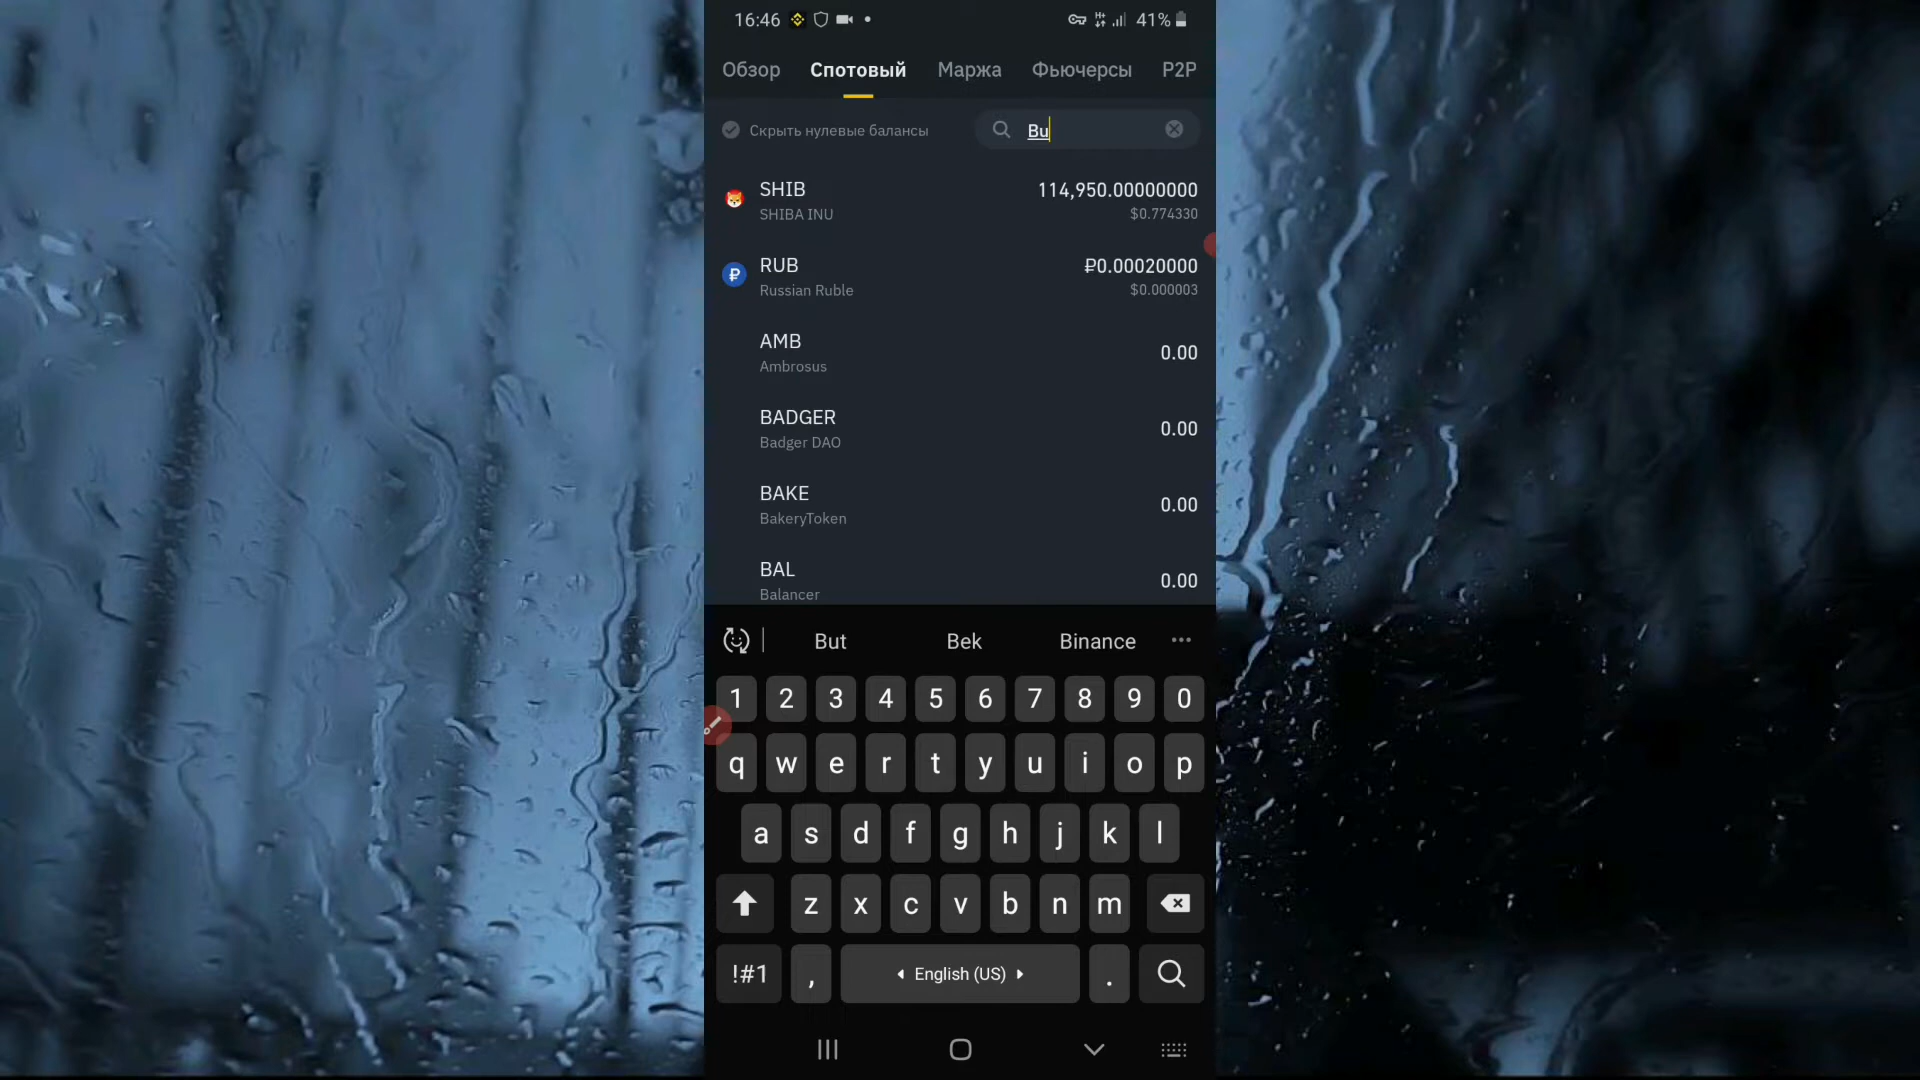 16:46 41%
Обзор Спотовый Маржа Фьючерсы P2P
Скрыть нулевые балансы Bu
SHIB 114,950.00000000
SHIBA INU $0.774330
RUB ₽0.00020000
Russian Ruble $0.000003
AMB 0.00
Ambrosus
BADGER 0.00
Badger DAO
BAKE 0.00
BakeryToken
BAL 0.00
Balancer
But Bek Binance
1 2 3 4 5 6 7 8 9 0
q w e r t y u i o p
a s d f g h j k l
z x c v b n m
!#1 , English (US) .